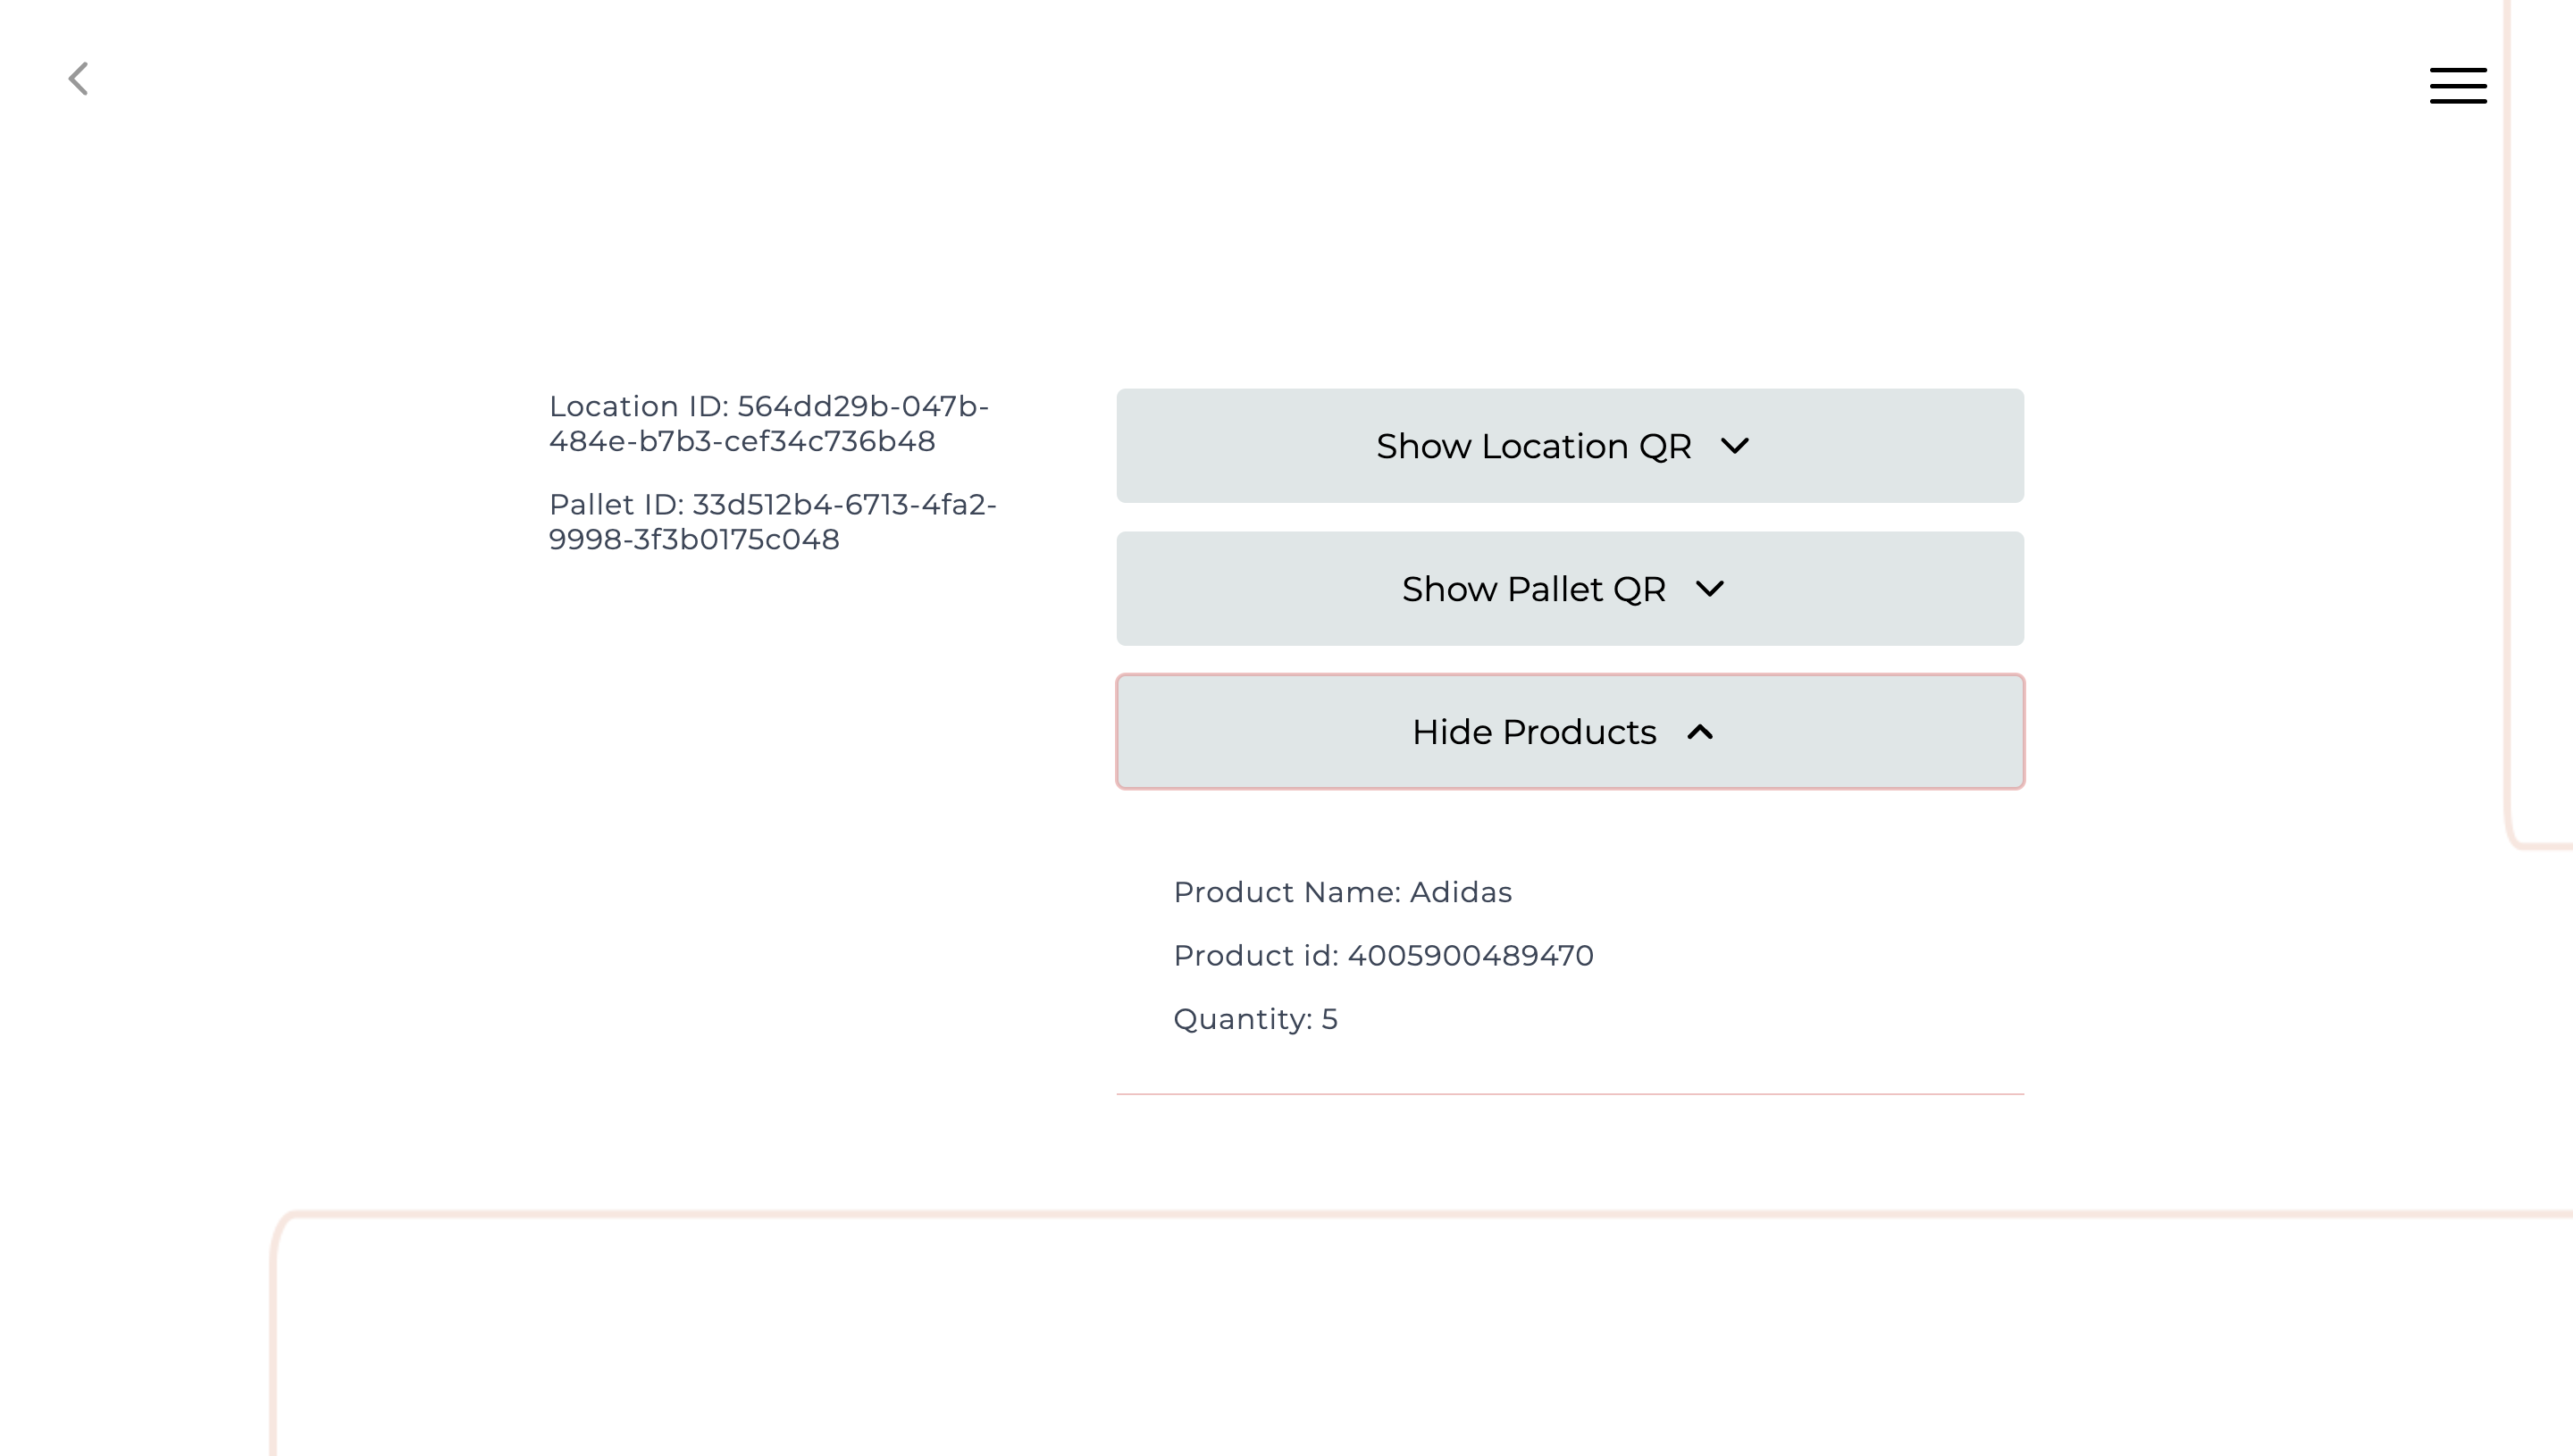 Location ID: 564dd29b-047b-
484e-b7b3-cef34c736b48
Pallet ID: 33d512b4-6713-4fa2-
9998-3f3b0175c048
Show Location QR
Show Pallet QR
Hide Products
Product Name: Adidas
Product id: 4005900489470
Quantity: 5